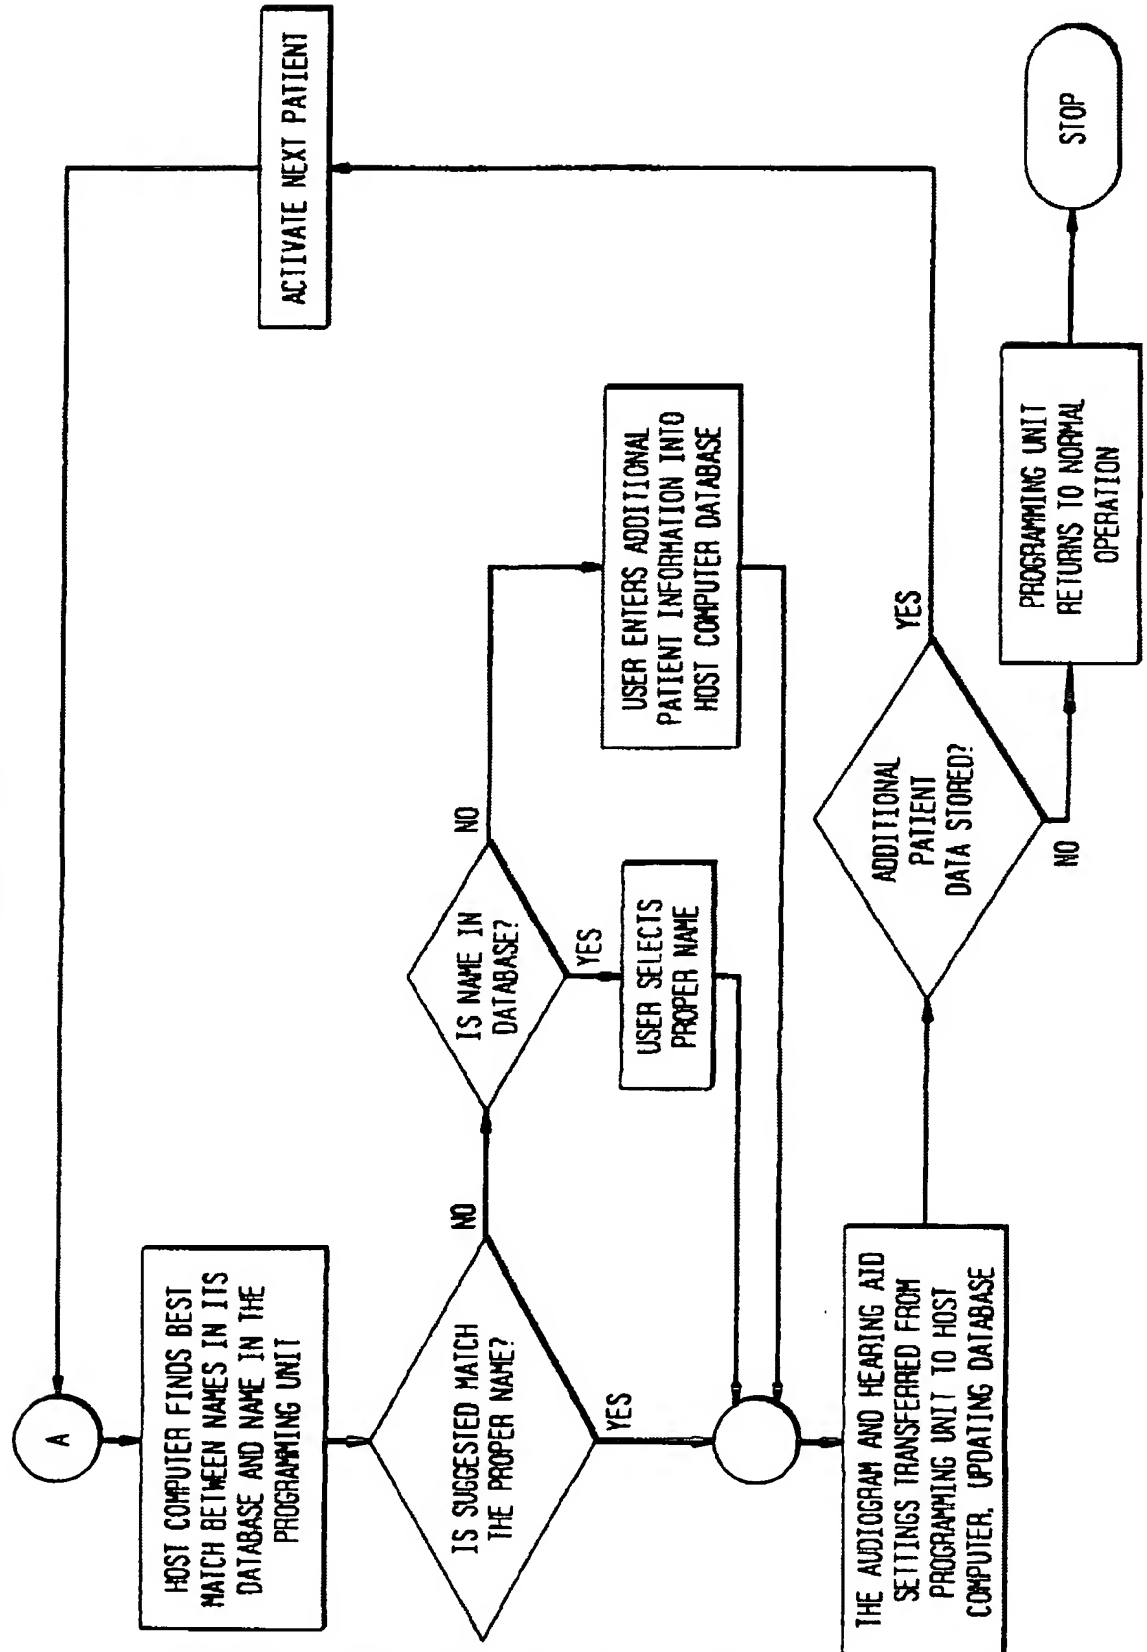 A
HOST COMPUTER FINDS BEST
MATCH BETWEEN NAMES IN ITS
DATABASE AND NAME IN THE
PROGRAMMING UNIT
IS SUGGESTED MATCH
THE PROPER NAME?
NO
YES
IS NAME IN
DATABASE?
NO
YES
USER SELECTS
PROPER NAME
USER ENTERS ADDITIONAL
PATIENT INFORMATION INTO
HOST COMPUTER DATABASE
THE AUDIOGRAM AND HEARING AID
SETTINGS TRANSFERRED FROM
PROGRAMMING UNIT TO HOST
COMPUTER, UPDATING DATABASE
ADDITIONAL
PATIENT
DATA STORED?
YES
NO
ACTIVATE NEXT PATIENT
PROGRAMMING UNIT
RETURNS TO NORMAL
OPERATION
STOP